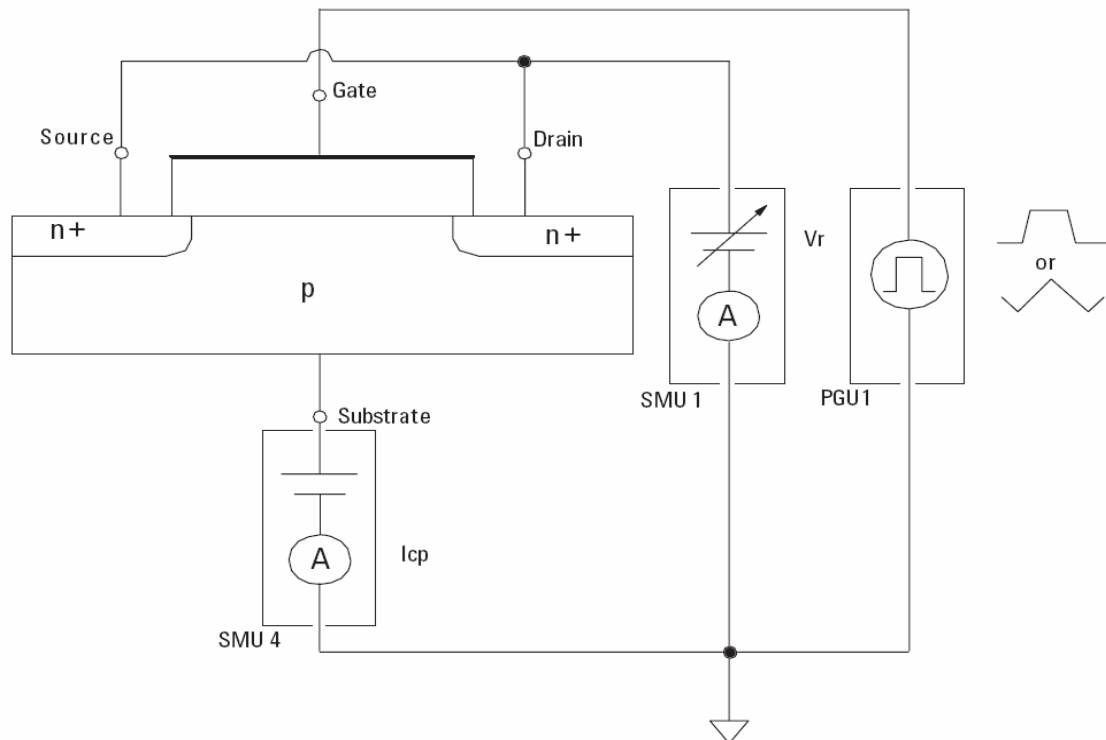 Gate
Source
Drain
n+
n+
p
Vr
or
A
SMU 1
PGU1
Substrate
A
Icp
SMU 4